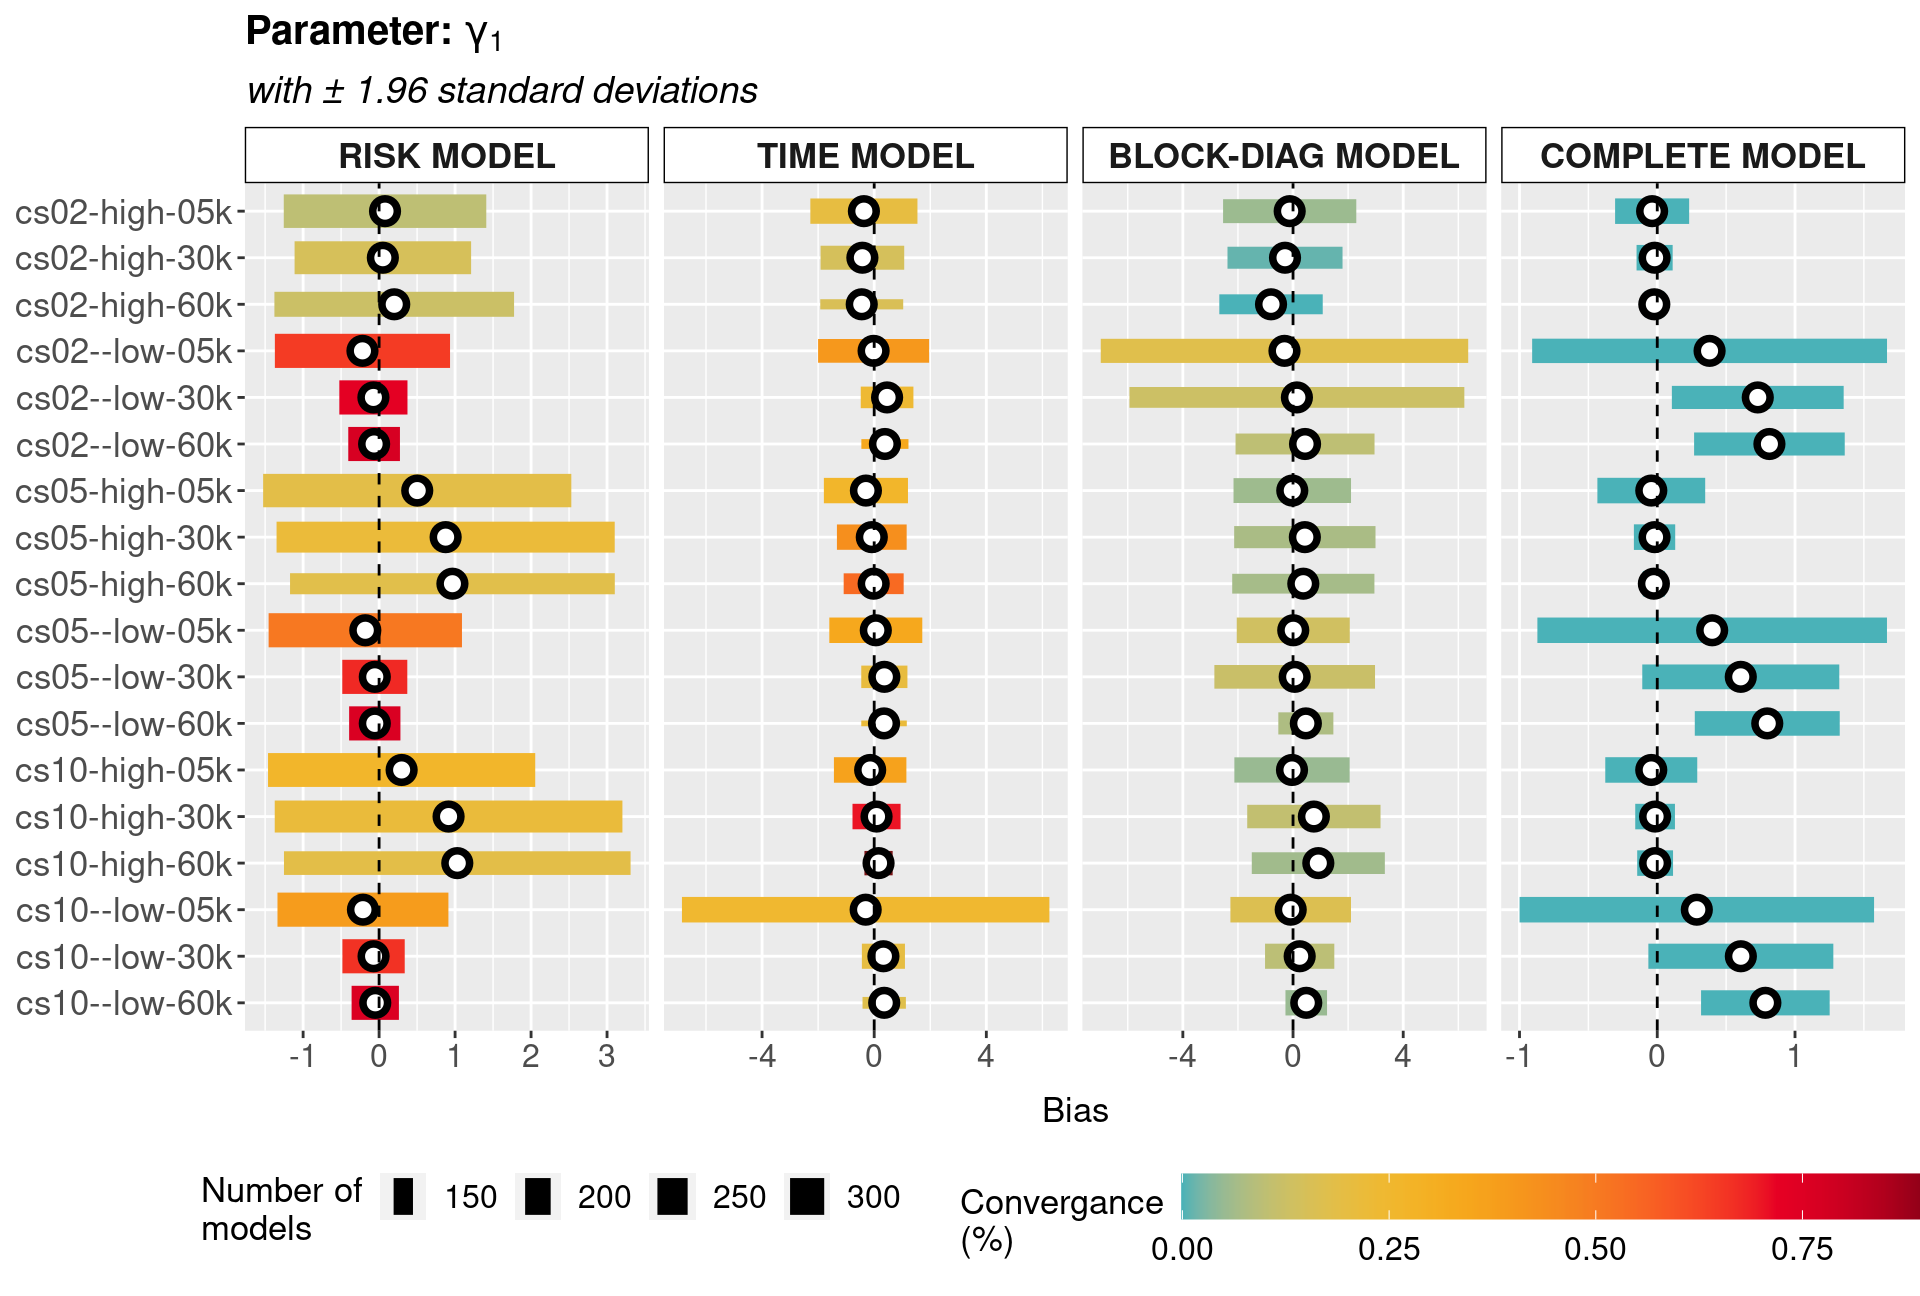 Parameter: γ1
with ± 1.96 standard deviations
RISK MODEL
TIME MODEL
BLOCK-DIAG MODEL
COMPLETE MODEL
cs02-high-05k
cs02-high-30k
cs02-high-60k
cs02--low-05k
cs02--low-30k
cs02--low-60k
cs05-high-05k
cs05-high-30k
cs05-high-60k
cs05--low-05k
cs05--low-30k
cs05--low-60k
cs10-high-05k
cs10-high-30k
cs10-high-60k
cs10--low-05k
cs10--low-30k
cs10--low-60k
-1 0 1 2 3
-4 0 4
-4 0 4
-1 0 1
Bias
Number of
models
150 200 250 300
Convergance
(%)
0.00 0.25 0.50 0.75